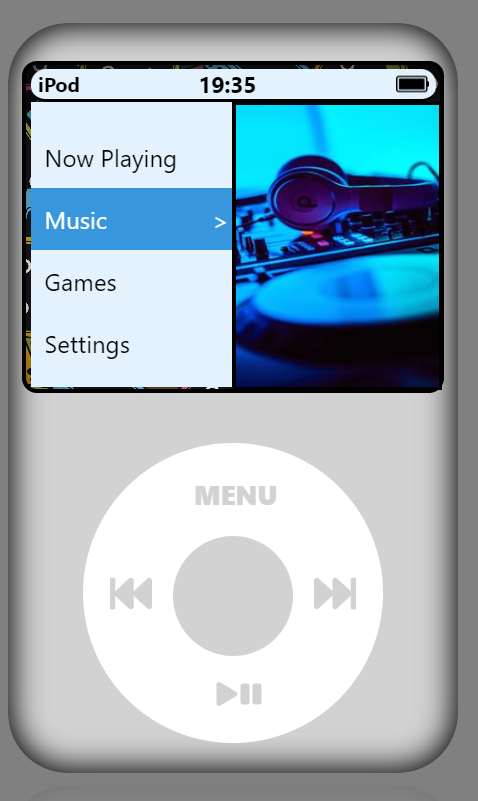 iPod 19:35
Now Playing
Music >
Games
Settings
MENU